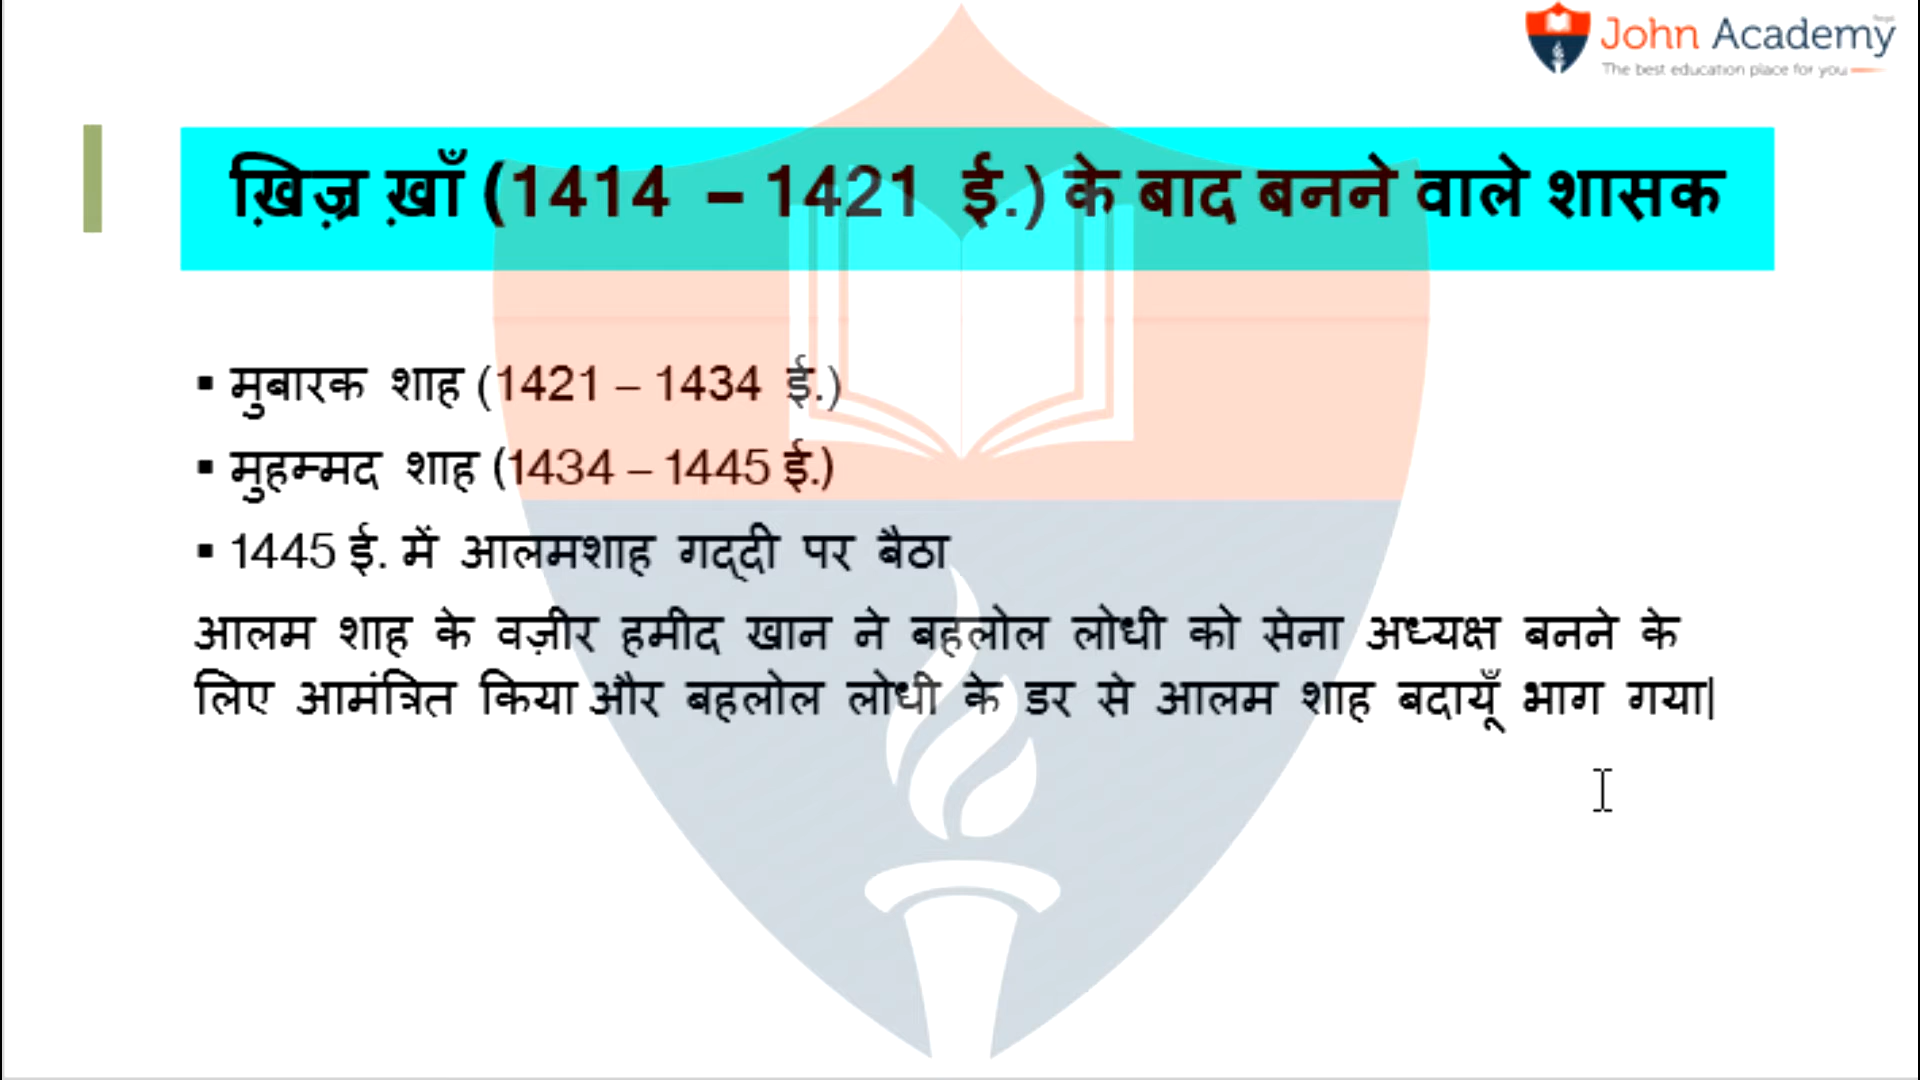 John Academy
The best education place for you
ख़िज़्र ख़ाँ (1414 – 1421 ई.) के बाद बनने वाले शासक
▪ मुबारक शाह (1421 – 1434 ई.)
▪ मुहम्मद शाह (1434 – 1445 ई.)
▪ 1445 ई. में आलमशाह गद्दी पर बैठा
आलम शाह के वज़ीर हमीद खान ने बहलोल लोधी को सेना अध्यक्ष बनने के
लिए आमंत्रित किया और बहलोल लोधी के डर से आलम शाह बदायूँ भाग गया|